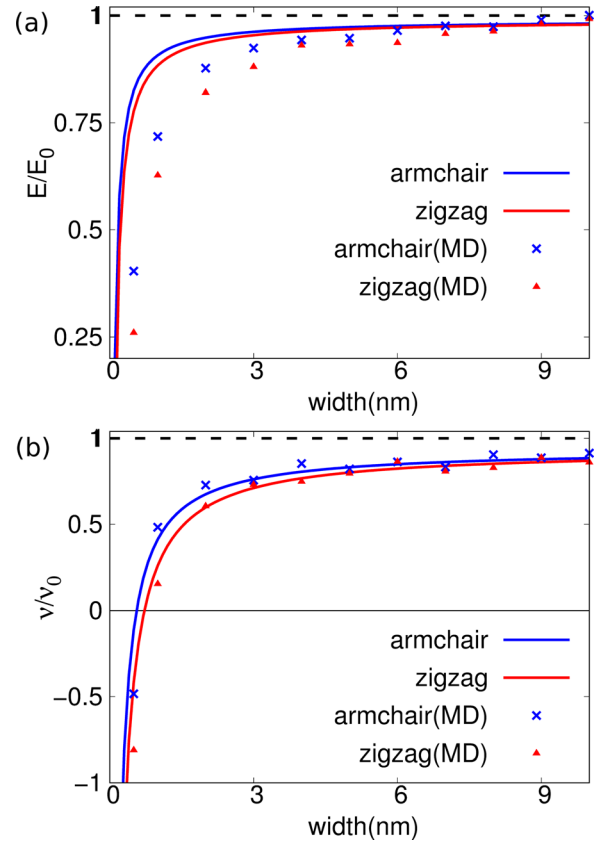 (a)
1
0.75
0.5
0.25
E/E0
armchair
zigzag
armchair(MD)
zigzag(MD)
0 3 6 9
width(nm)
(b)
1
0.5
0
−0.5
−1
ν/ν0
armchair
zigzag
armchair(MD)
zigzag(MD)
0 3 6 9
width(nm)